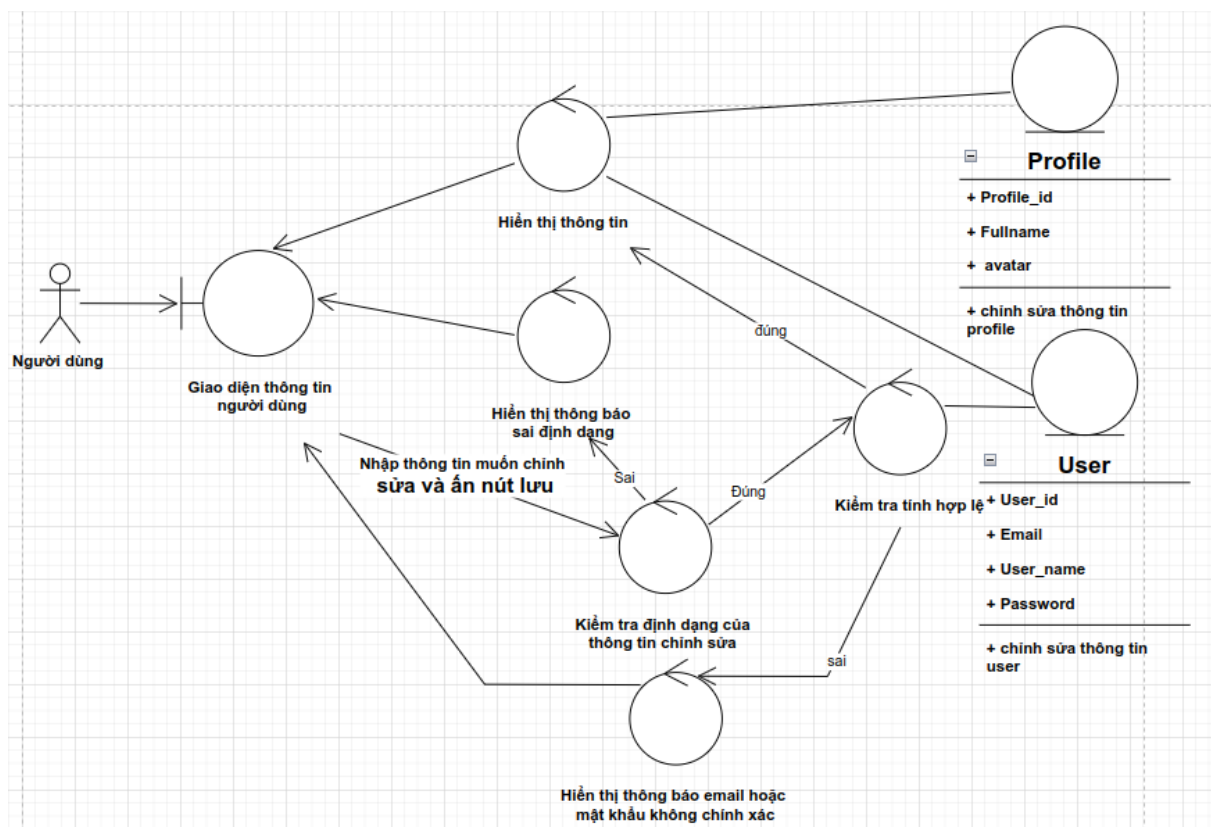 Profile
+ Profile_id
+ Fullname
+ avatar
+ chỉnh sửa thông tin
profile
Hiển thị thông tin
Người dùng
Giao diện thông tin
người dùng
đúng
Hiển thị thông báo
sai định dạng
Nhập thông tin muốn chỉnh
sửa và ấn nút lưu
Sai
Đúng
Kiểm tra tính hợp lệ
User
+ User_id
+ Email
+ User_name
+ Password
+ chỉnh sửa thông tin
user
Kiểm tra định dạng của
thông tin chỉnh sửa
sai
Hiển thị thông báo email hoặc
mật khẩu không chính xác